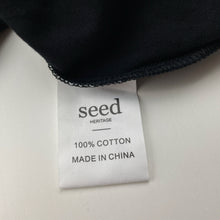 seed
HERITAGE
100% COTTON
MADE IN CHINA